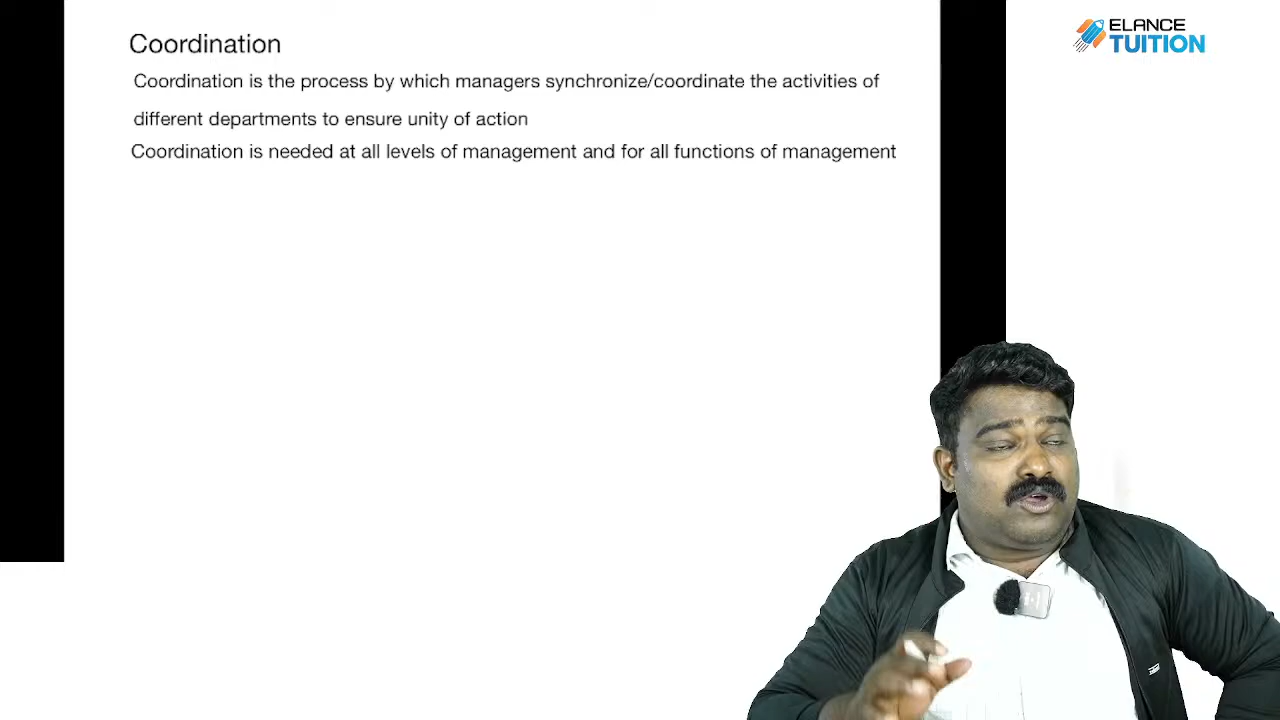 Coordination
Coordination is the process by which managers synchronize/coordinate the activities of
different departments to ensure unity of action
Coordination is needed at all levels of management and for all functions of management
ELANCE
TUITION